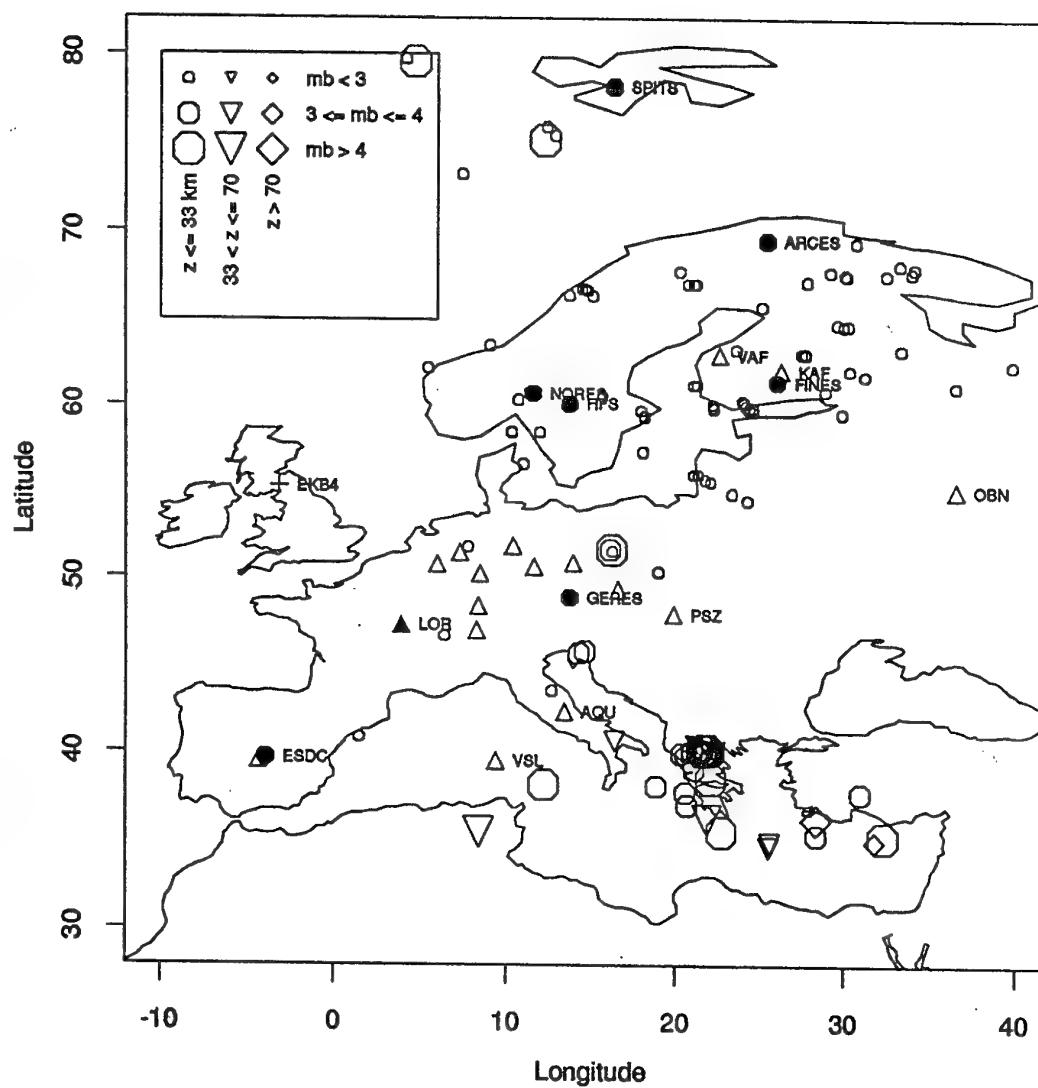 80
70
60
50
40
30
Latitude
mb < 3
3 <= mb <= 4
mb > 4
z <= 33 km
33 < z <= 70
z > 70
SPITS
ARCES
VAF
KAF
FINES
NORES
HFS
EKB4
OBN
GERES
LOR
PSZ
AQU
ESDC
VSL
-10 0 10 20 30 40
Longitude